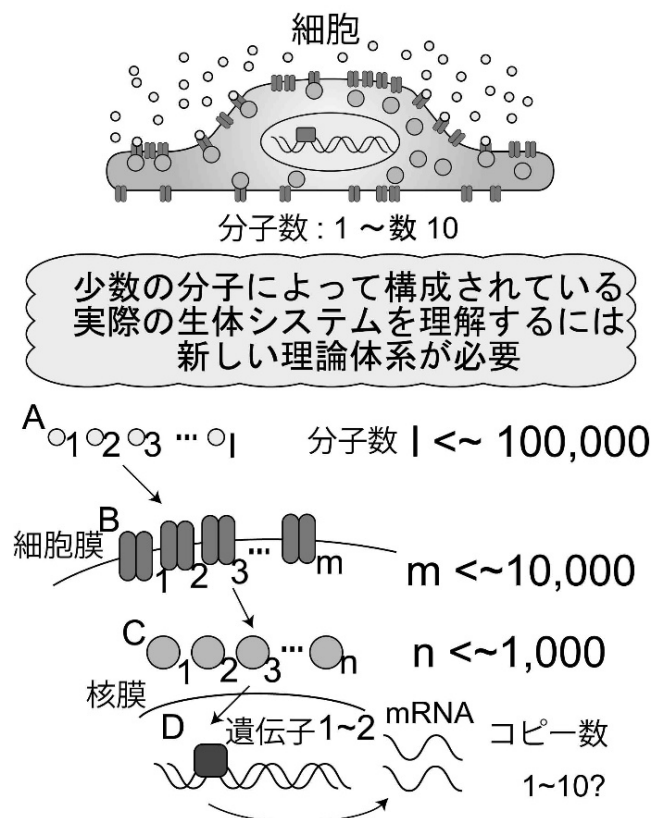 細胞
分子数 : 1 ～数 10
少数の分子によって構成されている
実際の生体システムを理解するには
新しい理論体系が必要
A
1 2 3 ... l
分子数 l <~ 100,000
B
細胞膜
1 2 3 ... m
m <~10,000
C
1 2 3 ... n
n <~1,000
核膜
D 遺伝子 1~2
mRNA
コピー数
1~10?